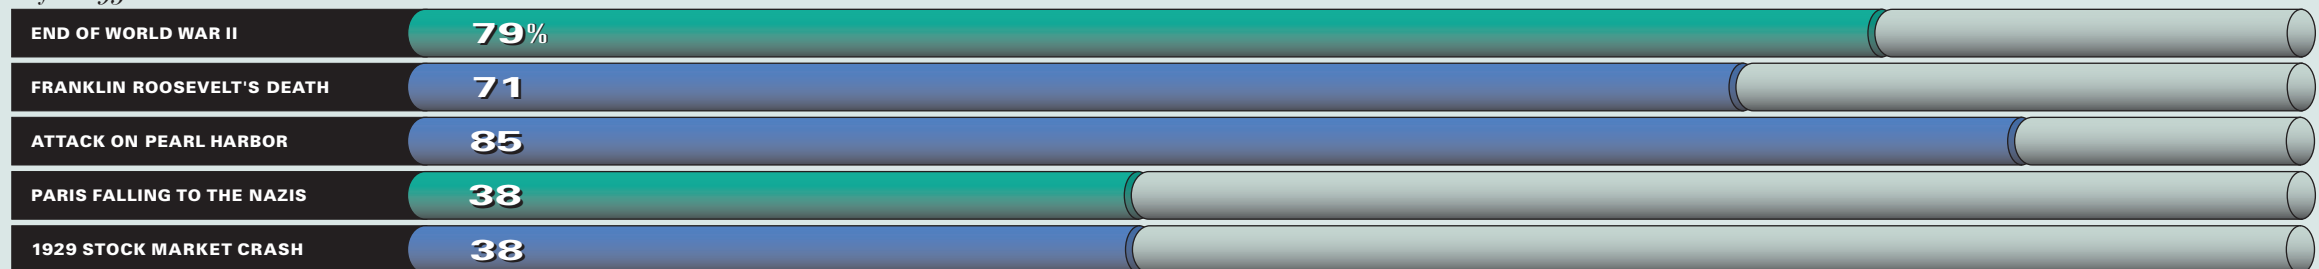 END OF WORLD WAR II 79%
FRANKLIN ROOSEVELT'S DEATH 71
ATTACK ON PEARL HARBOR 85
PARIS FALLING TO THE NAZIS 38
1929 STOCK MARKET CRASH 38